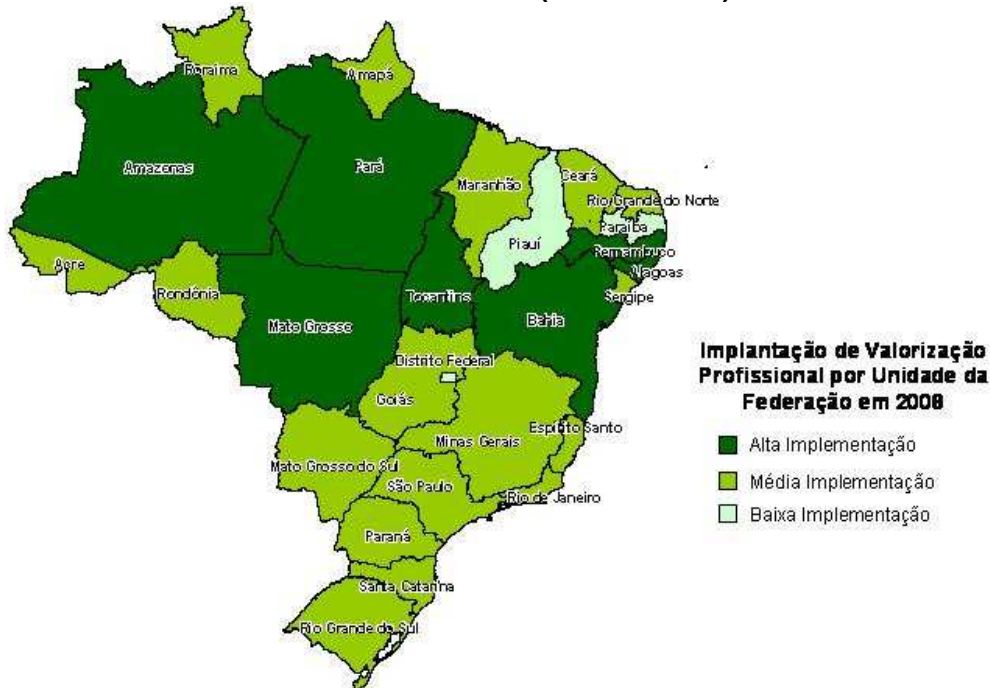 Roraima
Amapá
Amazonas
Pará
Maranhão
Ceará
Rio Grande do Norte
Paraíba
Piauí
Pernambuco
Alagoas
Acre
Rondônia
Tocantins
Sergipe
Mato Grosso
Bahia
Distrito Federal
Goiás
Espírito Santo
Minas Gerais
Mato Grosso do Sul
São Paulo
Rio de Janeiro
Paraná
Santa Catarina
Rio Grande do Sul
Implantação de Valorização
Profissional por Unidade da
Federação em 2008
Alta Implementação
Média Implementação
Baixa Implementação